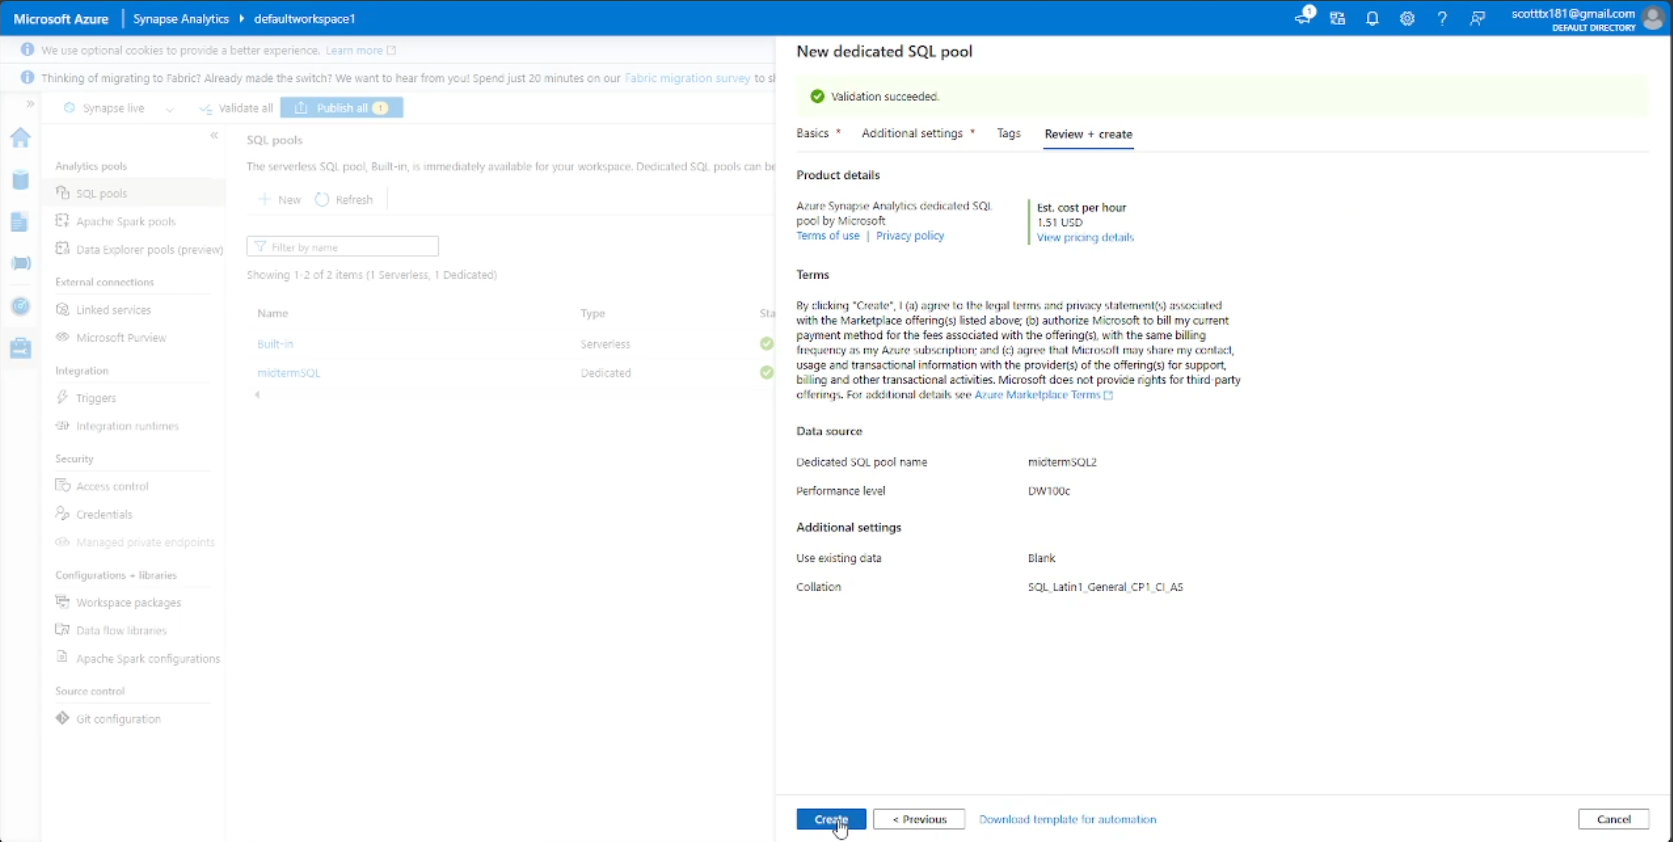 Microsoft Azure | Synapse Analytics ▸ defaultworkspace1
1
scotttx181@gmail.com
DEFAULT DIRECTORY
We use optional cookies to provide a better experience. Learn more
Thinking of migrating to Fabric? Already made the switch? We want to hear from you! Spend just 20 minutes on our Fabric migration survey to sh
Synapse live
Validate all
Publish all 1
Analytics pools
SQL pools
Apache Spark pools
Data Explorer pools (preview)
External connections
Linked services
Microsoft Purview
Integration
Triggers
Integration runtimes
Security
Access control
Credentials
Managed private endpoints
Configurations + libraries
Workspace packages
Data flow libraries
Apache Spark configurations
Source control
Git configuration
SQL pools
The serverless SQL pool, Built-in, is immediately available for your workspace. Dedicated SQL pools can be
New
Refresh
Filter by name
Showing 1-2 of 2 items (1 Serverless, 1 Dedicated)
Name Type Sta
Built-in Serverless
midtermSQL Dedicated
New dedicated SQL pool
Validation succeeded.
Basics * Additional settings * Tags Review + create
Product details
Azure Synapse Analytics dedicated SQL
pool by Microsoft
Terms of use | Privacy policy
Est. cost per hour
1.51 USD
View pricing details
Terms
By clicking "Create", I (a) agree to the legal terms and privacy statement(s) associated
with the Marketplace offering(s) listed above; (b) authorize Microsoft to bill my current
payment method for the fees associated with the offering(s), with the same billing
frequency as my Azure subscription; and (c) agree that Microsoft may share my contact,
usage and transactional information with the provider(s) of the offering(s) for support,
billing and other transactional activities. Microsoft does not provide rights for third-party
offerings. For additional details see Azure Marketplace Terms
Data source
Dedicated SQL pool name midtermSQL2
Performance level DW100c
Additional settings
Use existing data Blank
Collation SQL_Latin1_General_CP1_CI_AS
Create
< Previous
Download template for automation
Cancel